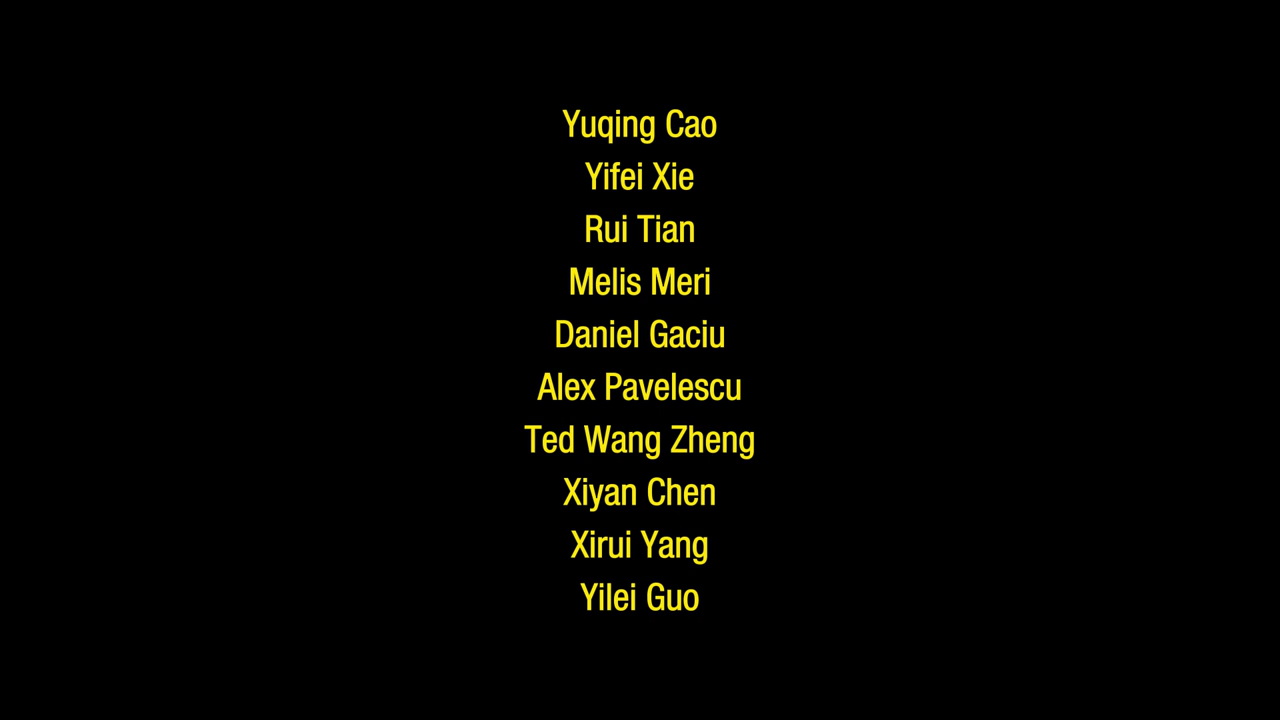 Yuqing Cao
Yifei Xie
Rui Tian
Melis Meri
Daniel Gaciu
Alex Pavelescu
Ted Wang Zheng
Xiyan Chen
Xirui Yang
Yilei Guo